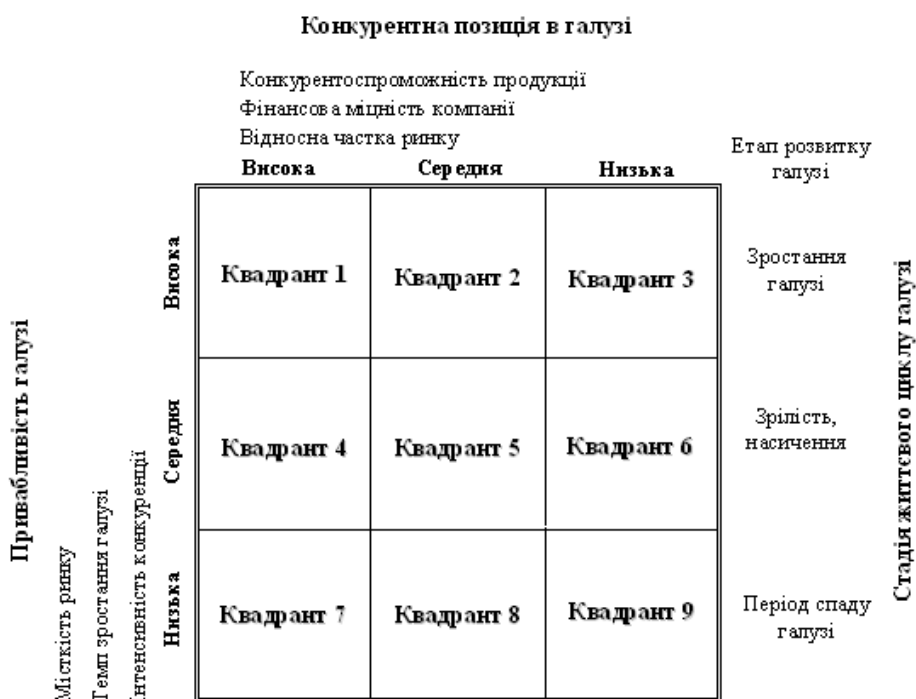 Конкурентна позиція в галузі
Конкурентоспроможність продукції
Фінансова міцність компанії
Відносна частка ринку
Висока
Середня
Низька
Етап розвитку
галузі
Привабливість галузі
Місткість ринку
Темп зростання галузі
Інтенсивність конкуренції
Висока
Квадрант 1
Квадрант 2
Квадрант 3
Зростання
галузі
Середня
Квадрант 4
Квадрант 5
Квадрант 6
Зрілість,
насичення
Низька
Квадрант 7
Квадрант 8
Квадрант 9
Період спаду
галузі
Стадія життєвого циклу галузі